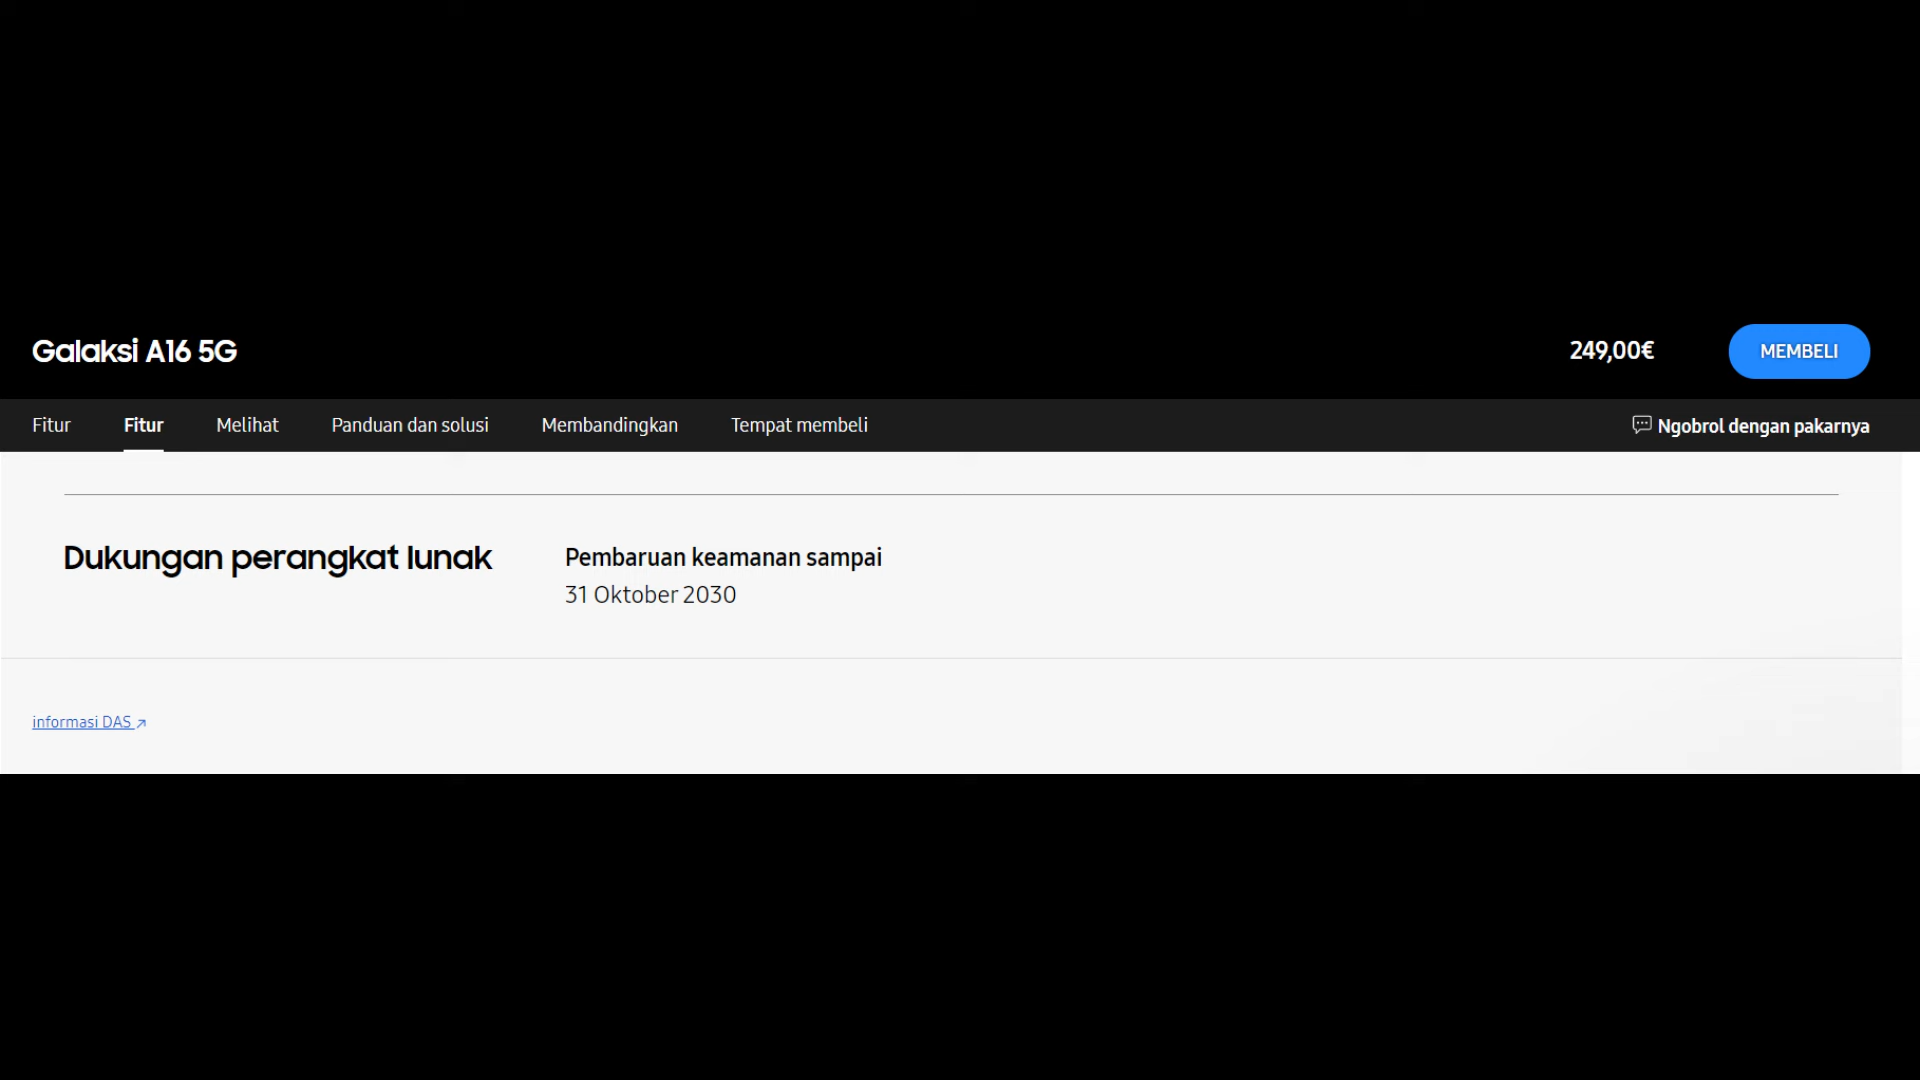 Galaksi A16 5G
249,00€
MEMBELI
Fitur
Fitur
Melihat
Panduan dan solusi
Membandingkan
Tempat membeli
Ngobrol dengan pakarnya
Dukungan perangkat lunak
Pembaruan keamanan sampai
31 Oktober 2030
informasi DAS